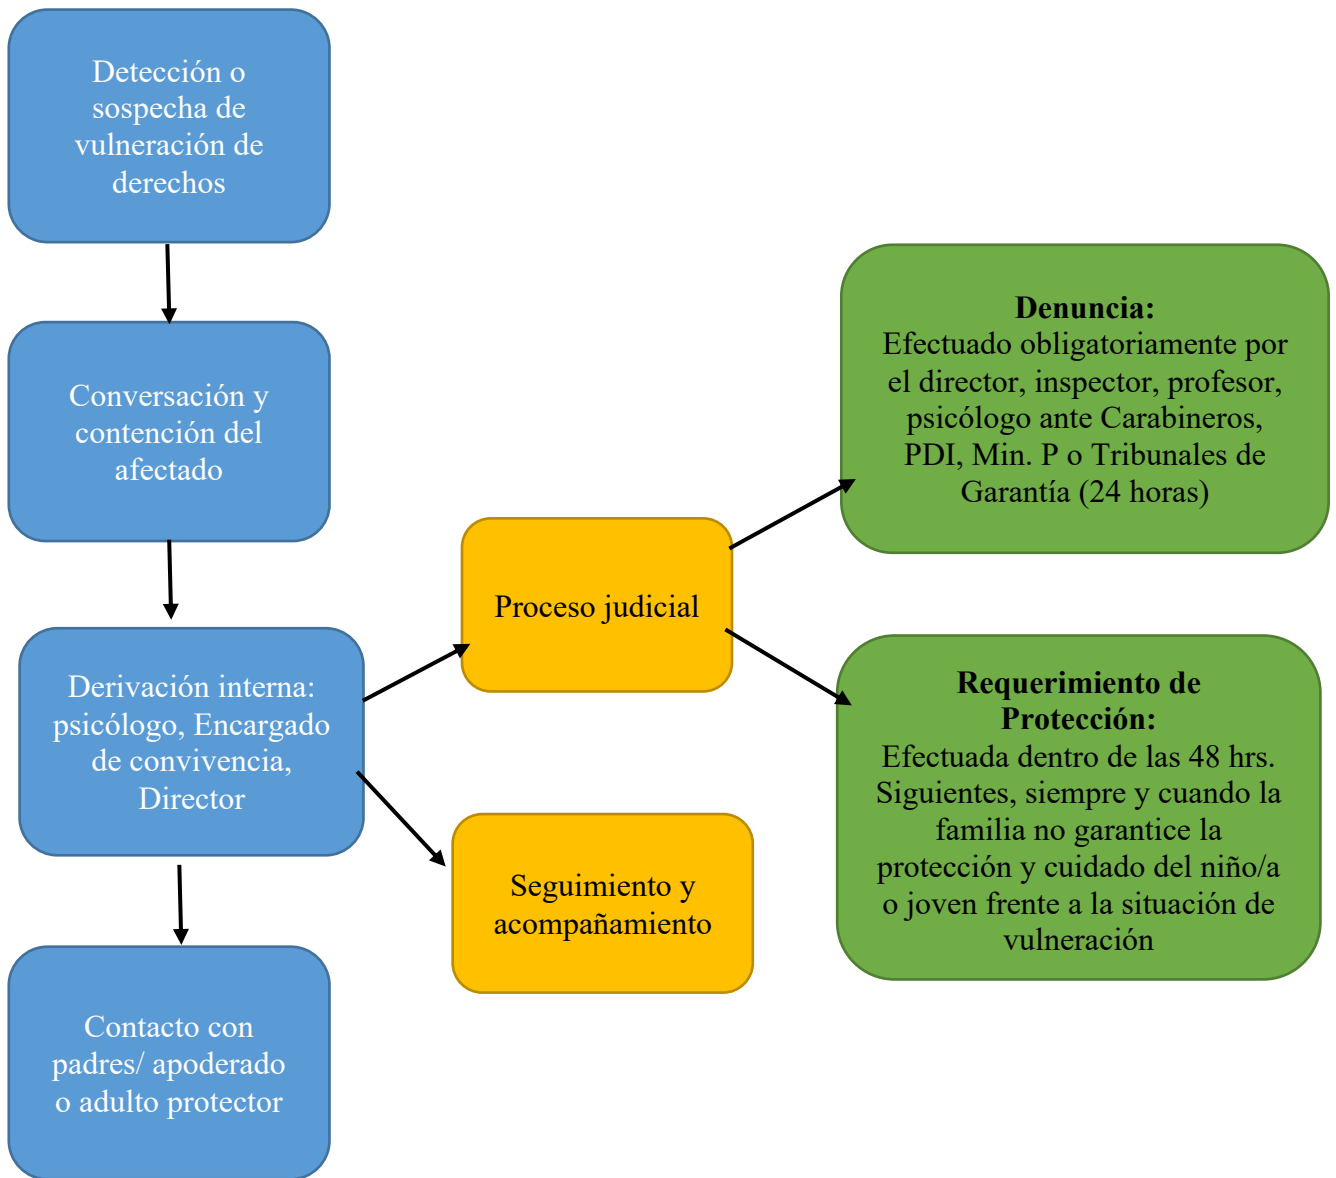 Detección o
sospecha de
vulneración de
derechos
Conversación y
contención del
afectado
Derivación interna:
psicólogo, Encargado
de convivencia,
Director
Contacto con
padres/ apoderado
o adulto protector
Proceso judicial
Seguimiento y
acompañamiento
Denuncia:
Efectuado obligatoriamente por
el director, inspector, profesor,
psicólogo ante Carabineros,
PDI, Min. P o Tribunales de
Garantía (24 horas)
Requerimiento de
Protección:
Efectuada dentro de las 48 hrs.
Siguientes, siempre y cuando la
familia no garantice la
protección y cuidado del niño/a
o joven frente a la situación de
vulneración